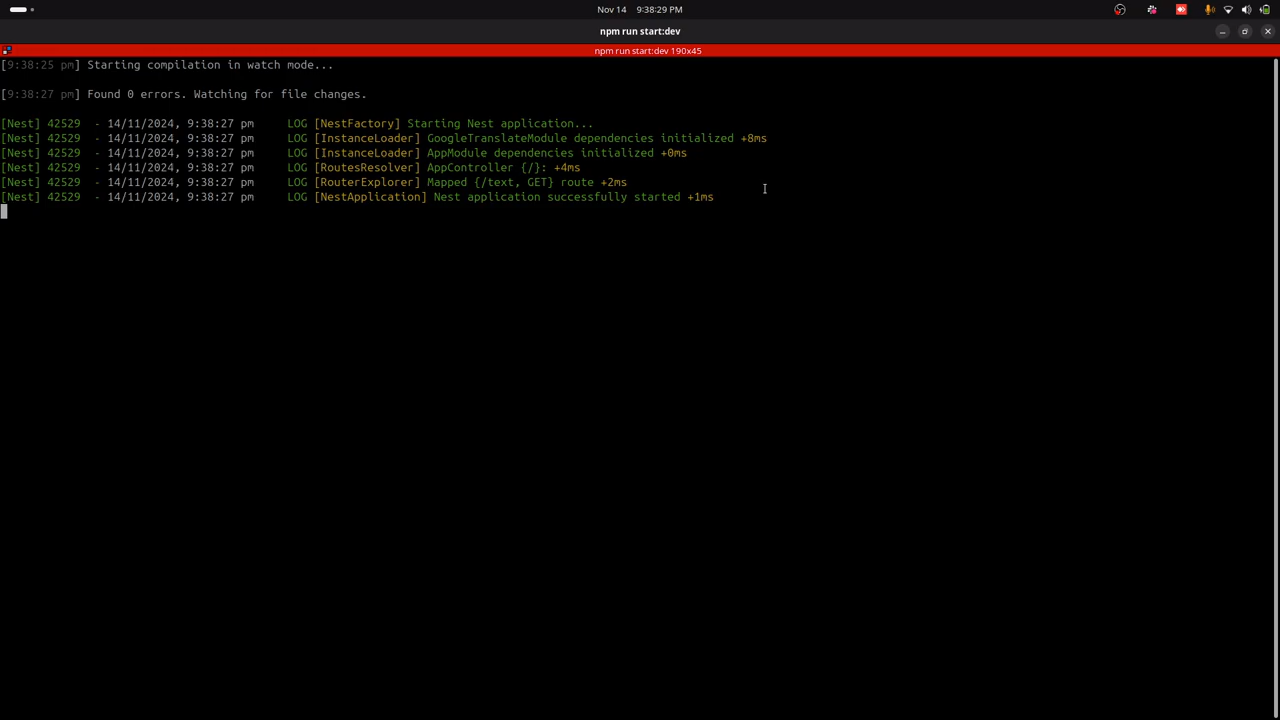 Nov 14 9:38:29 PM
npm run start:dev
npm run start:dev 190x45
[9:38:25 pm] Starting compilation in watch mode...
[9:38:27 pm] Found 0 errors. Watching for file changes.
[Nest] 42529  - 14/11/2024, 9:38:27 pm     LOG [NestFactory] Starting Nest application...
[Nest] 42529  - 14/11/2024, 9:38:27 pm     LOG [InstanceLoader] GoogleTranslateModule dependencies initialized +8ms
[Nest] 42529  - 14/11/2024, 9:38:27 pm     LOG [InstanceLoader] AppModule dependencies initialized +0ms
[Nest] 42529  - 14/11/2024, 9:38:27 pm     LOG [RoutesResolver] AppController {/}: +4ms
[Nest] 42529  - 14/11/2024, 9:38:27 pm     LOG [RouterExplorer] Mapped {/text, GET} route +2ms
[Nest] 42529  - 14/11/2024, 9:38:27 pm     LOG [NestApplication] Nest application successfully started +1ms